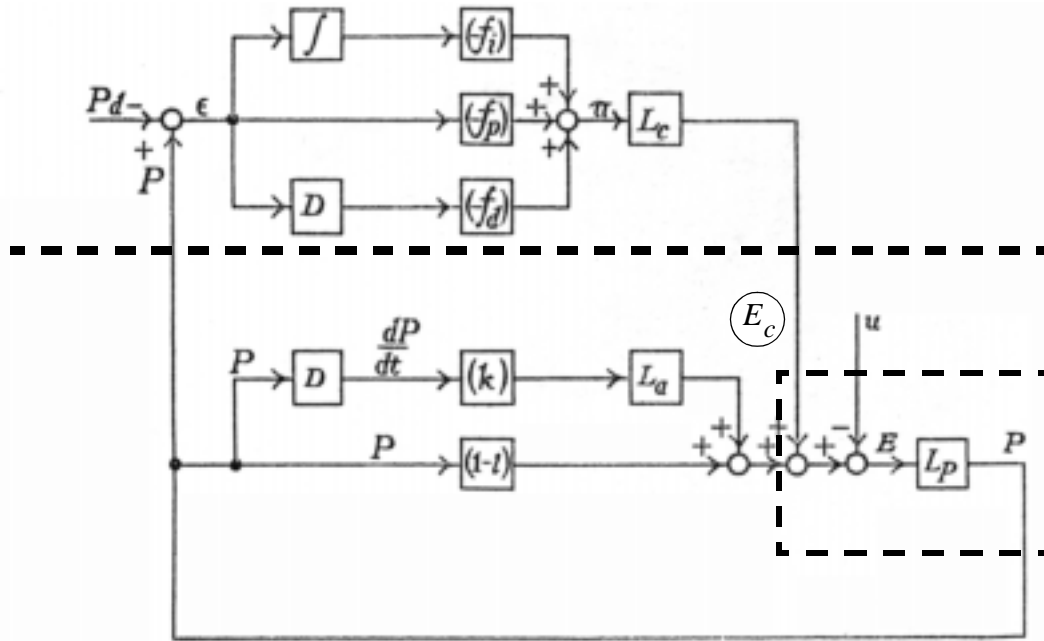 ∫ (-f_i)
+
P_d - ϵ (-f_p) + π L_c
+ +
P
D (-f_d)
E_c
u
dP/dt
P D (k) L_a
+ + -
P (1-l) + + + E L_P P